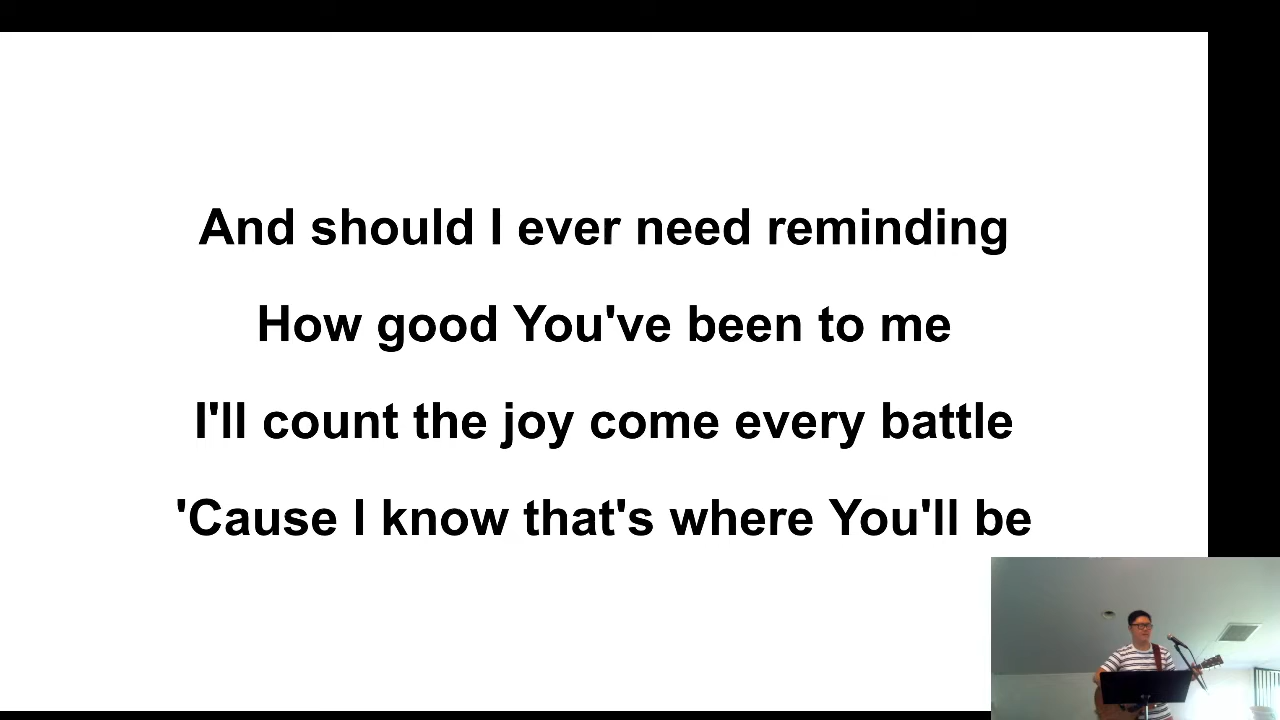 And should I ever need reminding
How good You've been to me
I'll count the joy come every battle
'Cause I know that's where You'll be